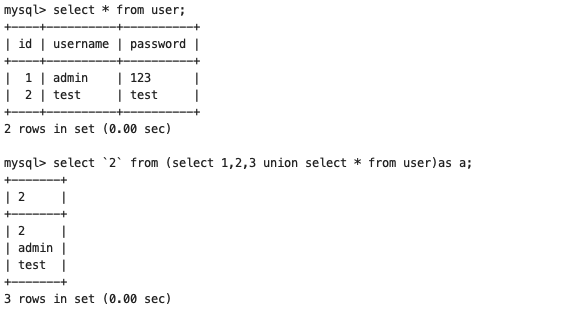 mysql> select * from user;
+----+----------+----------+
| id | username | password |
+----+----------+----------+
|  1 | admin    | 123      |
|  2 | test     | test     |
+----+----------+----------+
2 rows in set (0.00 sec)

mysql> select `2` from (select 1,2,3 union select * from user)as a;
+-------+
| 2     |
+-------+
| 2     |
| admin |
| test  |
+-------+
3 rows in set (0.00 sec)